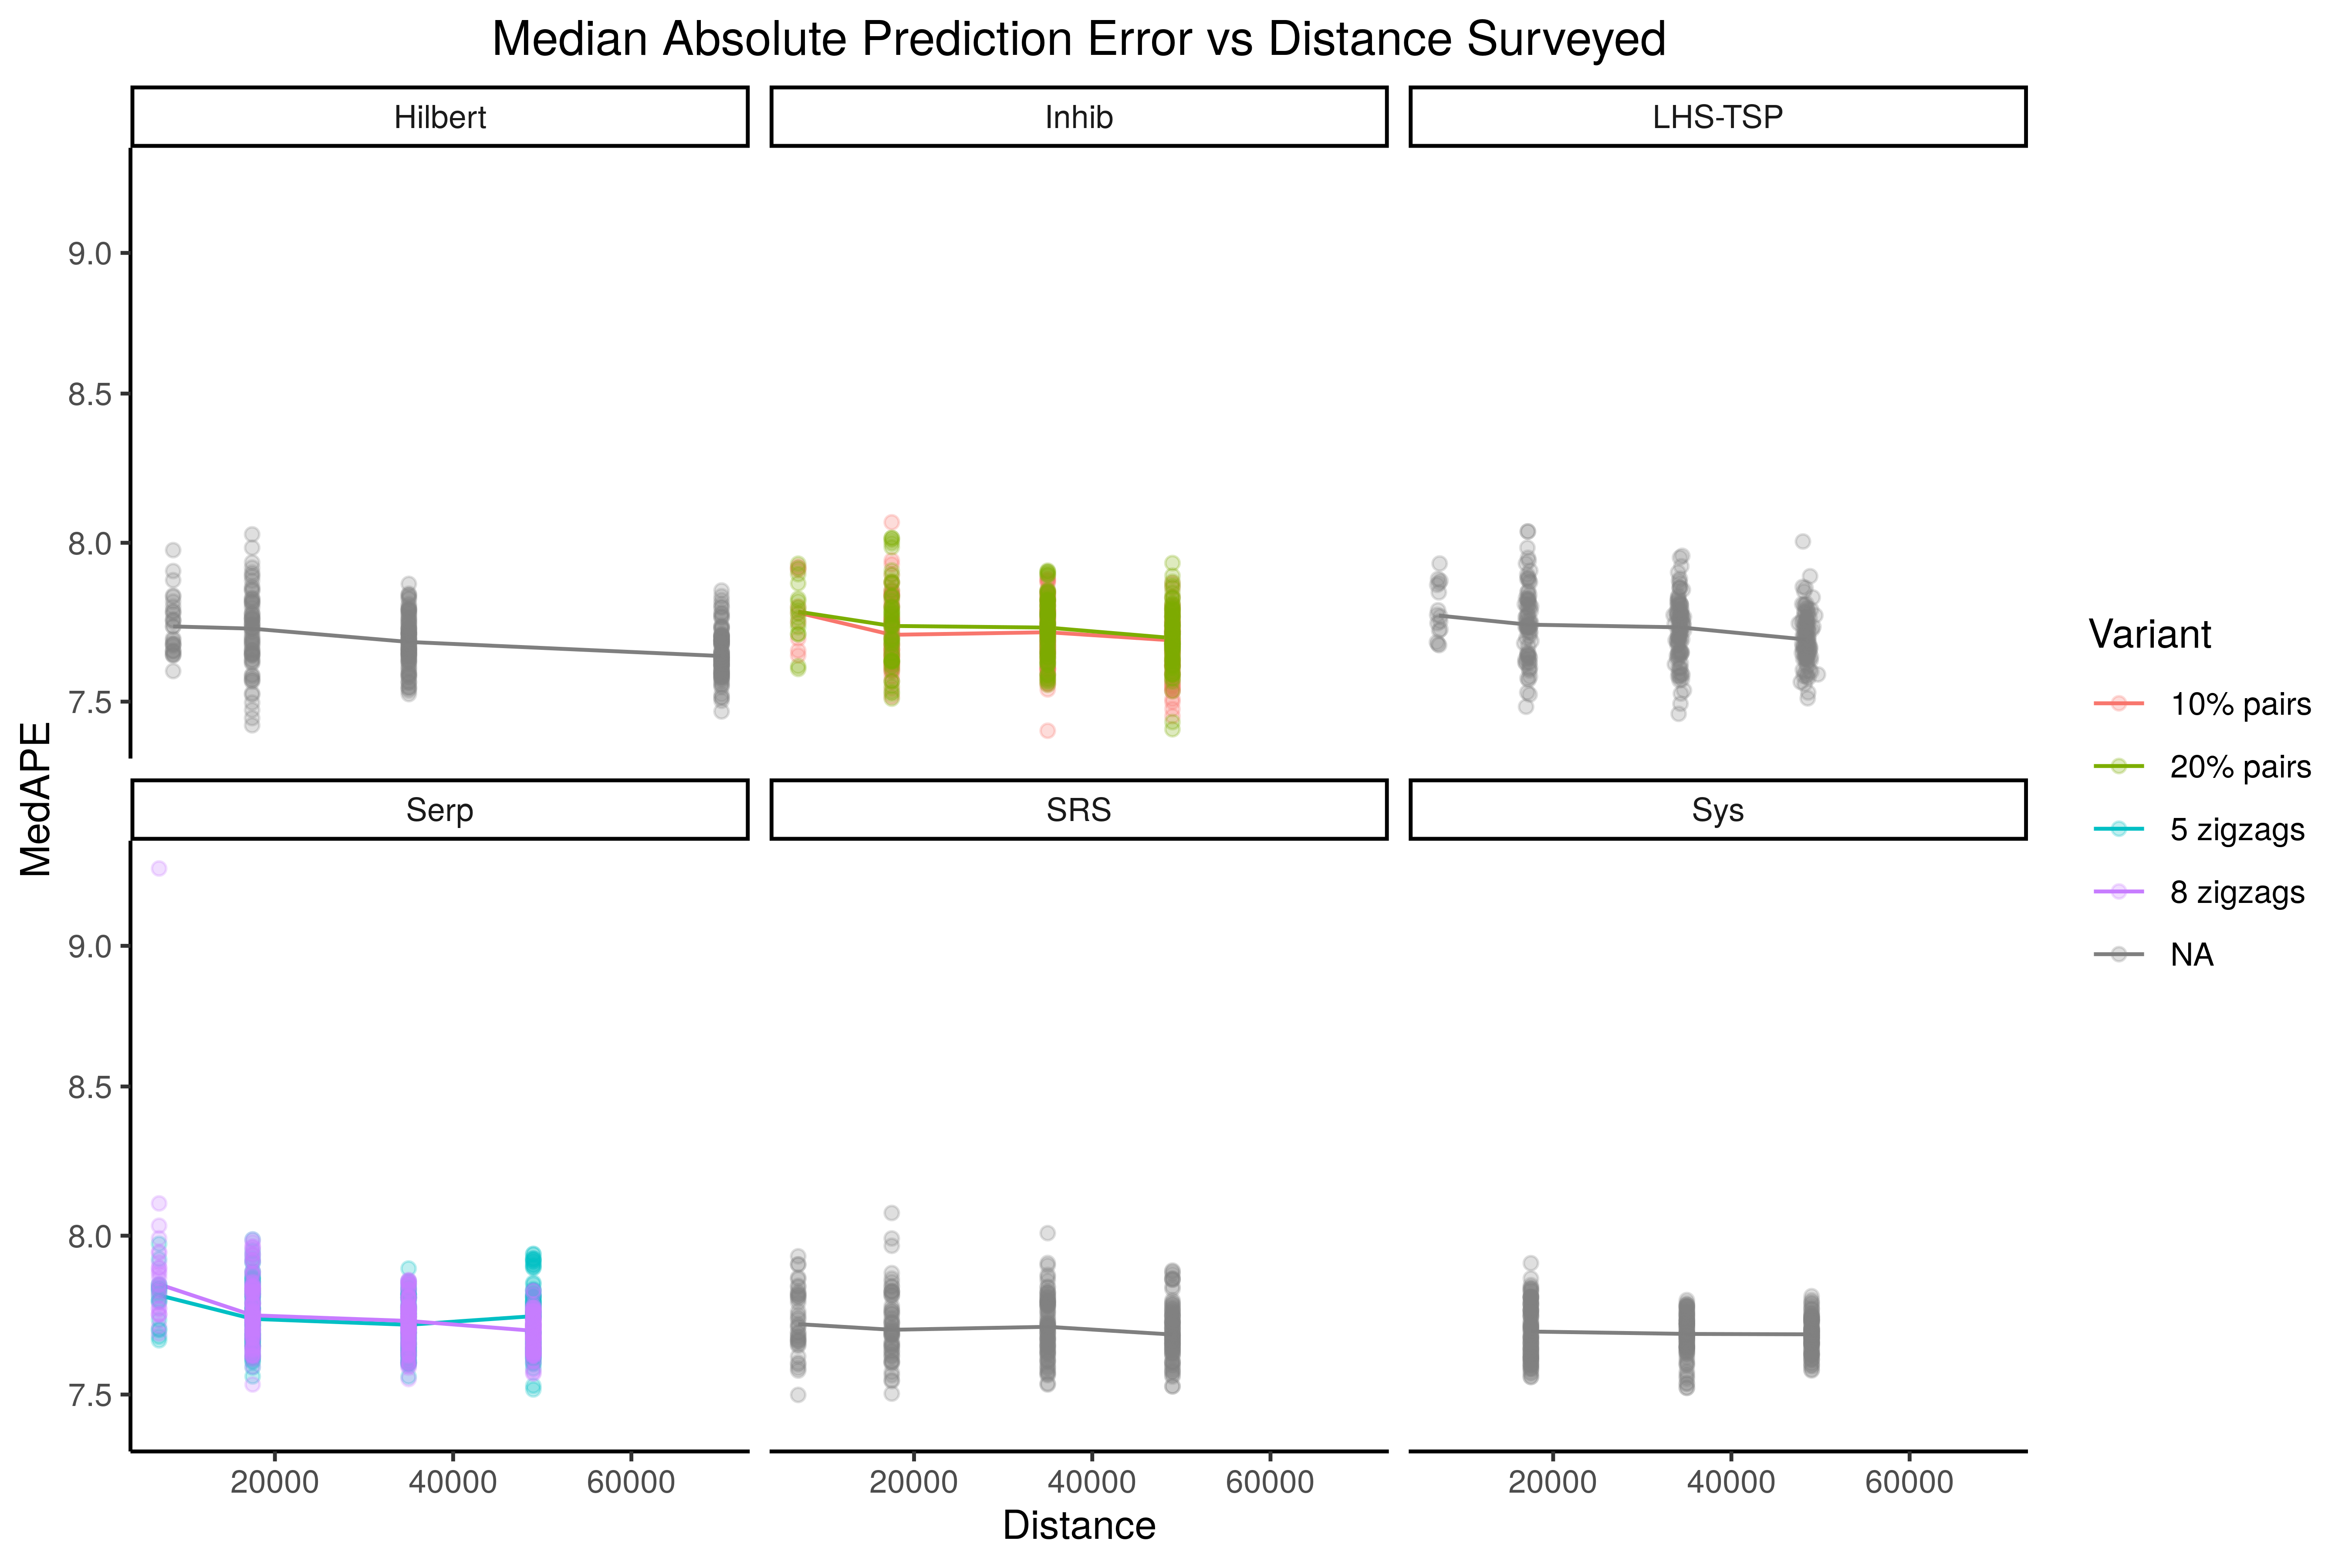 Median Absolute Prediction Error vs Distance Surveyed
Hilbert
Inhib
LHS-TSP
9.0
8.5
8.0
7.5
Serp
SRS
Sys
9.0
8.5
8.0
7.5
20000 40000 60000
20000 40000 60000
20000 40000 60000
Distance
MedAPE
Variant
10% pairs
20% pairs
5 zigzags
8 zigzags
NA